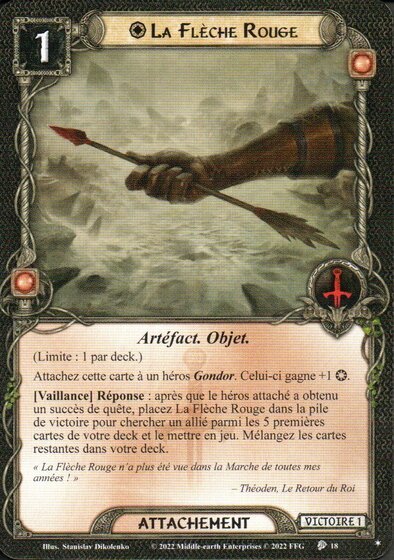 1
La Flèche Rouge
Artéfact. Objet.
(Limite : 1 par deck.)
Attachez cette carte à un héros Gondor. Celui-ci gagne +1
[Vaillance] Réponse : après que le héros attaché a obtenu
un succès de quête, placez La Flèche Rouge dans la pile
de victoire pour chercher un allié parmi les 5 premières
cartes de votre deck et le mettre en jeu. Mélangez les cartes
restantes dans votre deck.
« La Flèche Rouge n'a plus été vue dans la Marche de toutes mes
années ! »
– Théoden, Le Retour du Roi
ATTACHEMENT
VICTOIRE 1
Illus. Stanislav Dikolenko © 2022 Middle-earth Enterprises © 2022 FFG 18